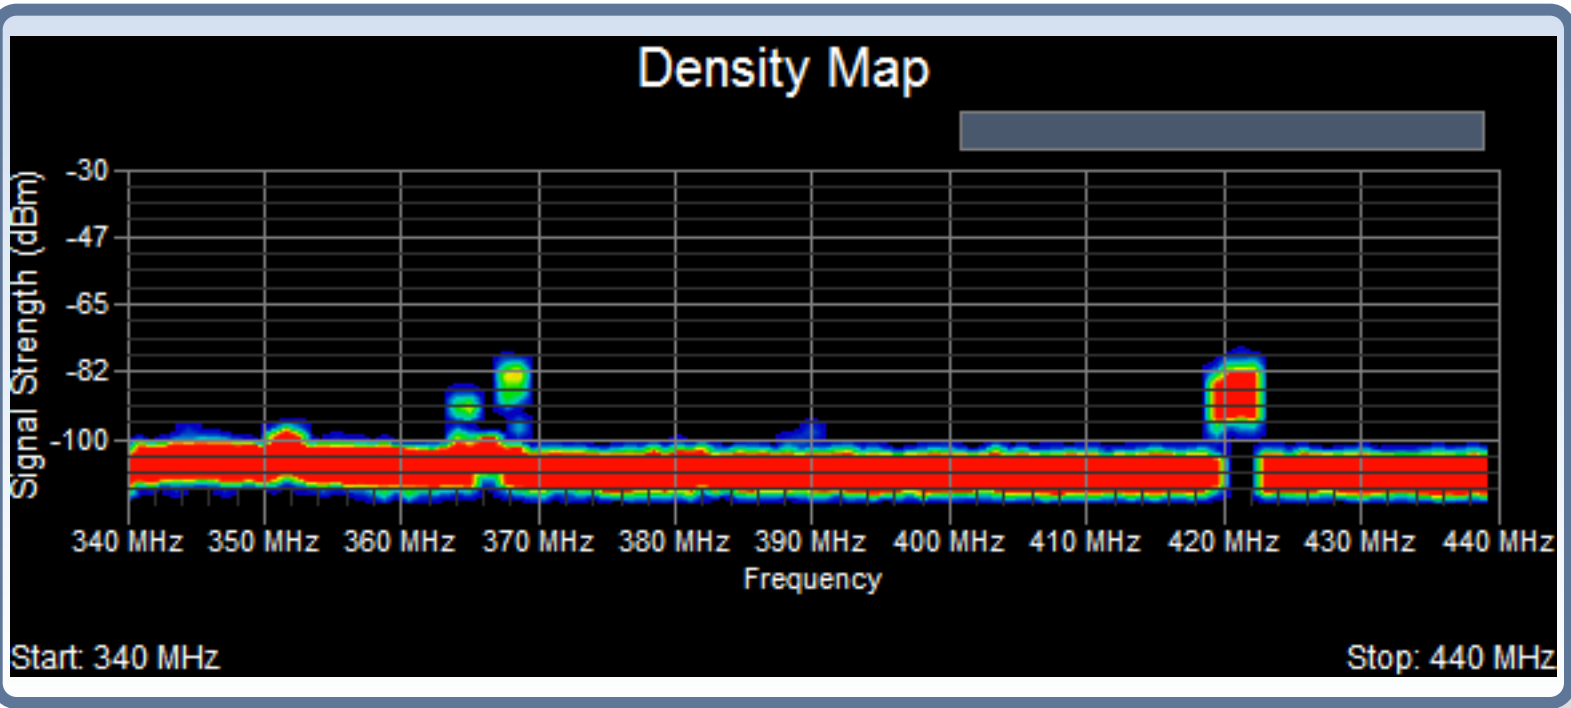 Density Map
Signal Strength (dBm)
-30
-47
-65
-82
-100
340 MHz 350 MHz 360 MHz 370 MHz 380 MHz 390 MHz 400 MHz 410 MHz 420 MHz 430 MHz 440 MHz
Frequency
Start: 340 MHz Stop: 440 MHz